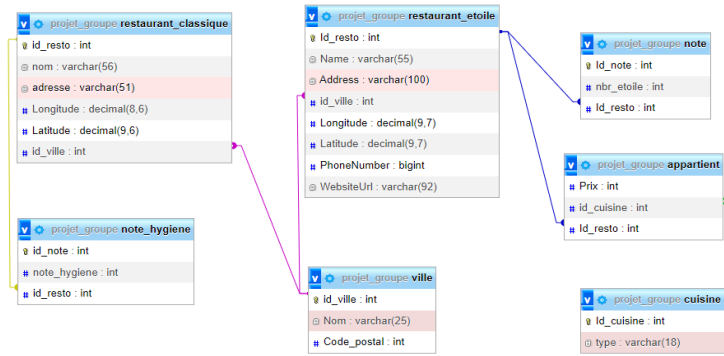 projet_groupe restaurant_classique
id_resto : int
nom : varchar(56)
adresse : varchar(51)
Longitude : decimal(8,6)
Latitude : decimal(9,6)
id_ville : int
projet_groupe restaurant_etoile
Id_resto : int
Name : varchar(55)
Address : varchar(100)
id_ville : int
Longitude : decimal(9,7)
Latitude : decimal(9,7)
PhoneNumber : bigint
WebsiteUrl : varchar(92)
projet_groupe note
Id_note : int
nbr_etoile : int
Id_resto : int
projet_groupe appartient
Prix : int
id_cuisine : int
Id_resto : int
projet_groupe note_hygiene
id_note : int
note_hygiene : int
id_resto : int
projet_groupe ville
id_ville : int
Nom : varchar(25)
Code_postal : int
projet_groupe cuisine
Id_cuisine : int
type : varchar(18)